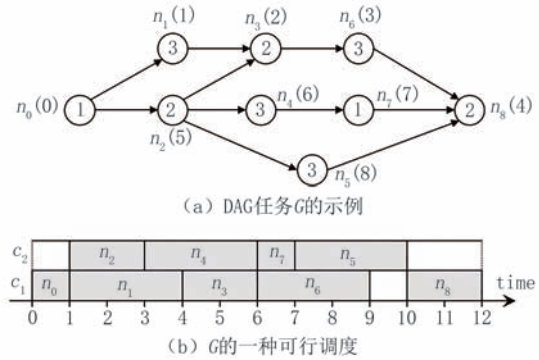 n₁(1) n₃(2) n₆(3)
3 2 3
n₀(0) 1 2 3 n₄(6) 1 n₇(7) 2 n₈(4)
n₂(5)
3 n₅(8)
(a) DAG任务G的示例
c₂ n₂ n₄ n₇ n₅
c₁ n₀ n₁ n₃ n₆ n₈ time
0 1 2 3 4 5 6 7 8 9 10 11 12
(b) G的一种可行调度